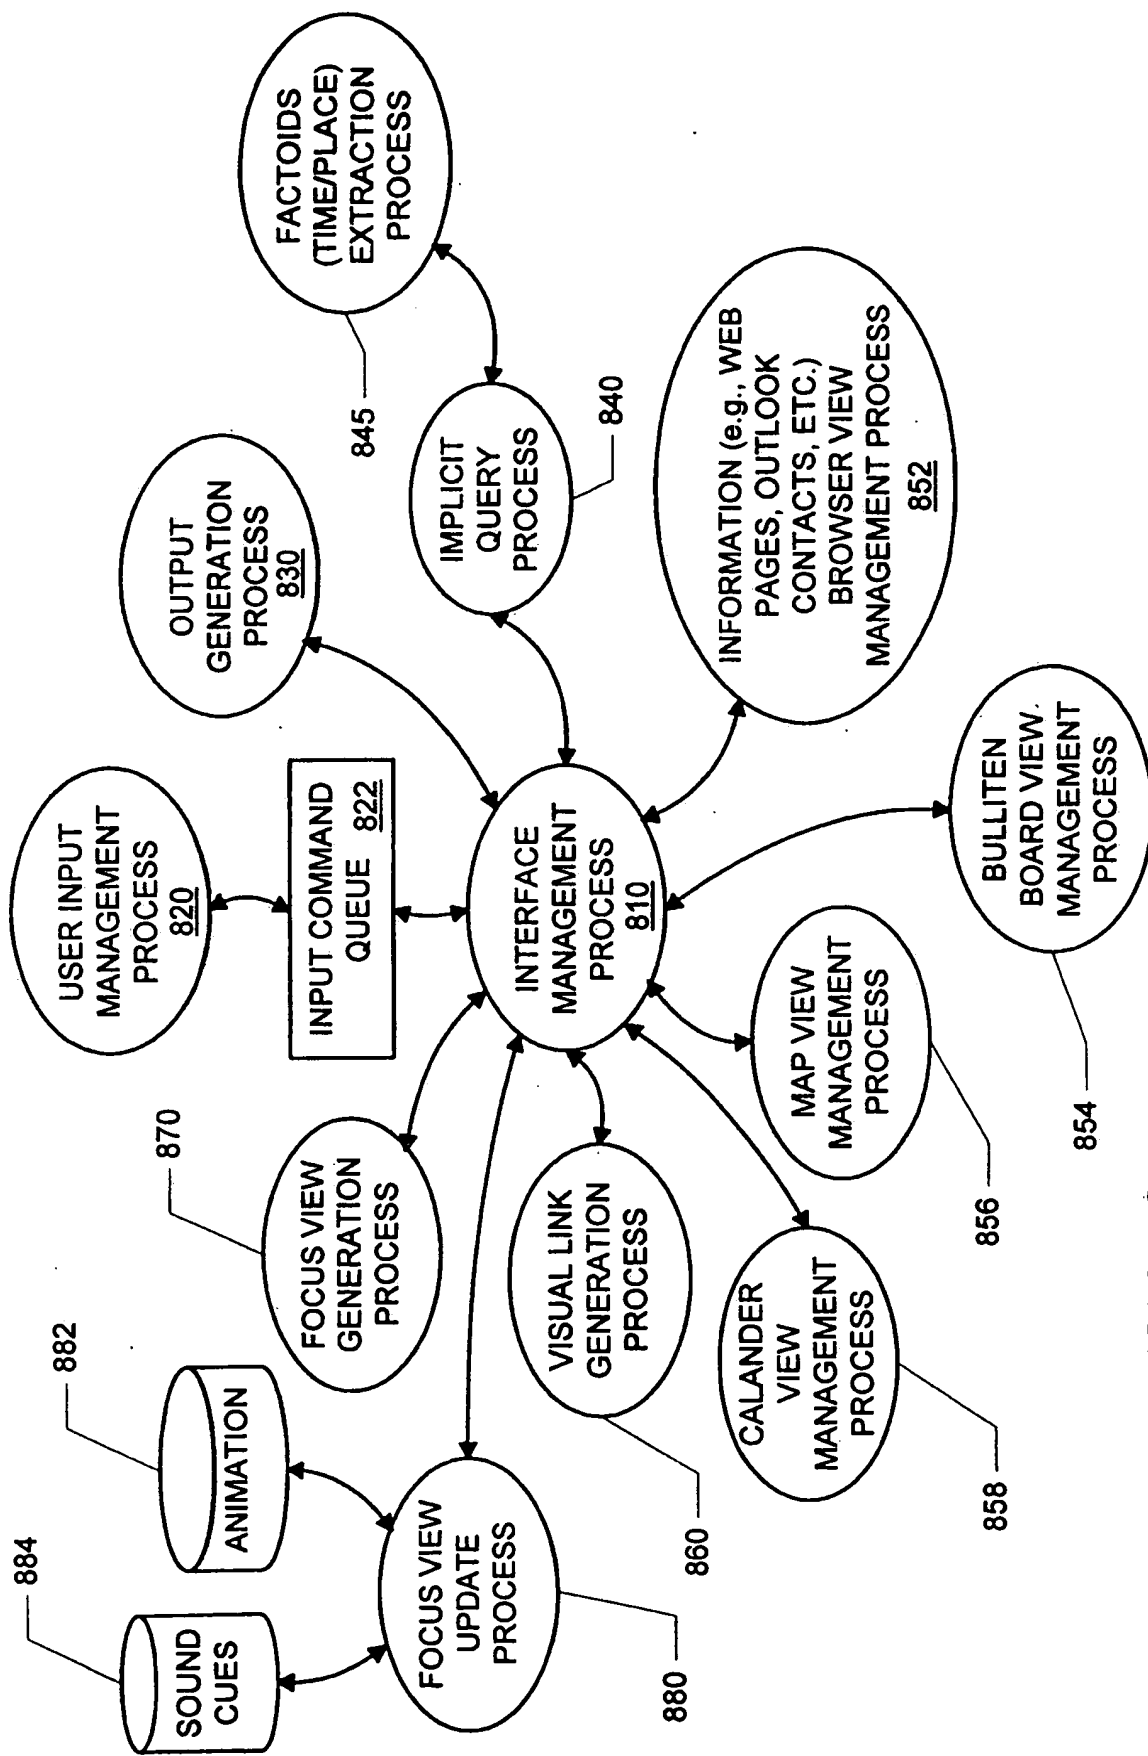 884
SOUND
CUES
882
ANIMATION
870
FOCUS VIEW
GENERATION
PROCESS
USER INPUT
MANAGEMENT
PROCESS
820
INPUT COMMAND
QUEUE 822
OUTPUT
GENERATION
PROCESS
830
FACTOIDS
(TIME/PLACE)
EXTRACTION
PROCESS
845
IMPLICIT
QUERY
PROCESS
840
FOCUS VIEW
UPDATE
PROCESS
880
INTERFACE
MANAGEMENT
PROCESS
810
VISUAL LINK
GENERATION
PROCESS
860
CALANDER
VIEW
MANAGEMENT
PROCESS
858
MAP VIEW
MANAGEMENT
PROCESS
856
INFORMATION (e.g., WEB
PAGES, OUTLOOK
CONTACTS, ETC.)
BROWSER VIEW
MANAGEMENT PROCESS
852
BULLITEN
BOARD VIEW.
MANAGEMENT
PROCESS
854